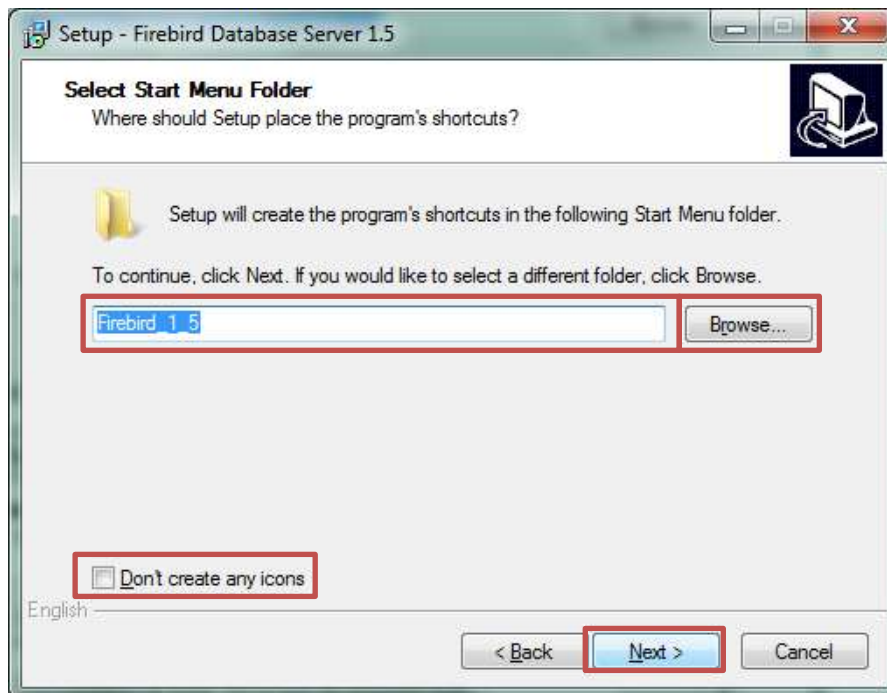 Setup - Firebird Database Server 1.5
Select Start Menu Folder
Where should Setup place the program's shortcuts?
Setup will create the program's shortcuts in the following Start Menu folder.
To continue, click Next. If you would like to select a different folder, click Browse.
Firebird_1_5
Browse...
Don't create any icons
English
< Back
Next >
Cancel